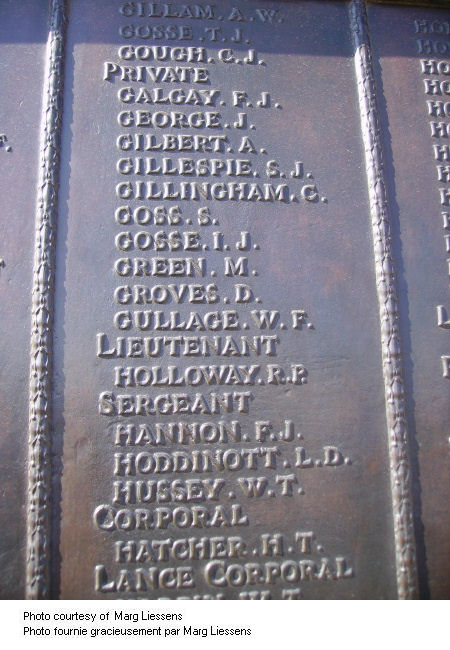 GILLAM. A.W.
GOSSE. T.J.
GOUGH. G.J.
PRIVATE
GALGAY. F.J.
GEORGE. J.
GILBERT. A.
GILLESPIE. S.J.
GILLINGHAM. C.
GOSS. S.
GOSSE. I.J.
GREEN. M.
GROVES. D.
GULLAGE. W.F.
LIEUTENANT
HOLLOWAY. R.P.
SERGEANT
HANNON. F.J.
HODDINOTT. L.D.
HUSSEY. W.T.
CORPORAL
HATCHER. H.T.
LANCE CORPORAL
Photo courtesy of Marg Liessens
Photo fournie gracieusement par Marg Liessens